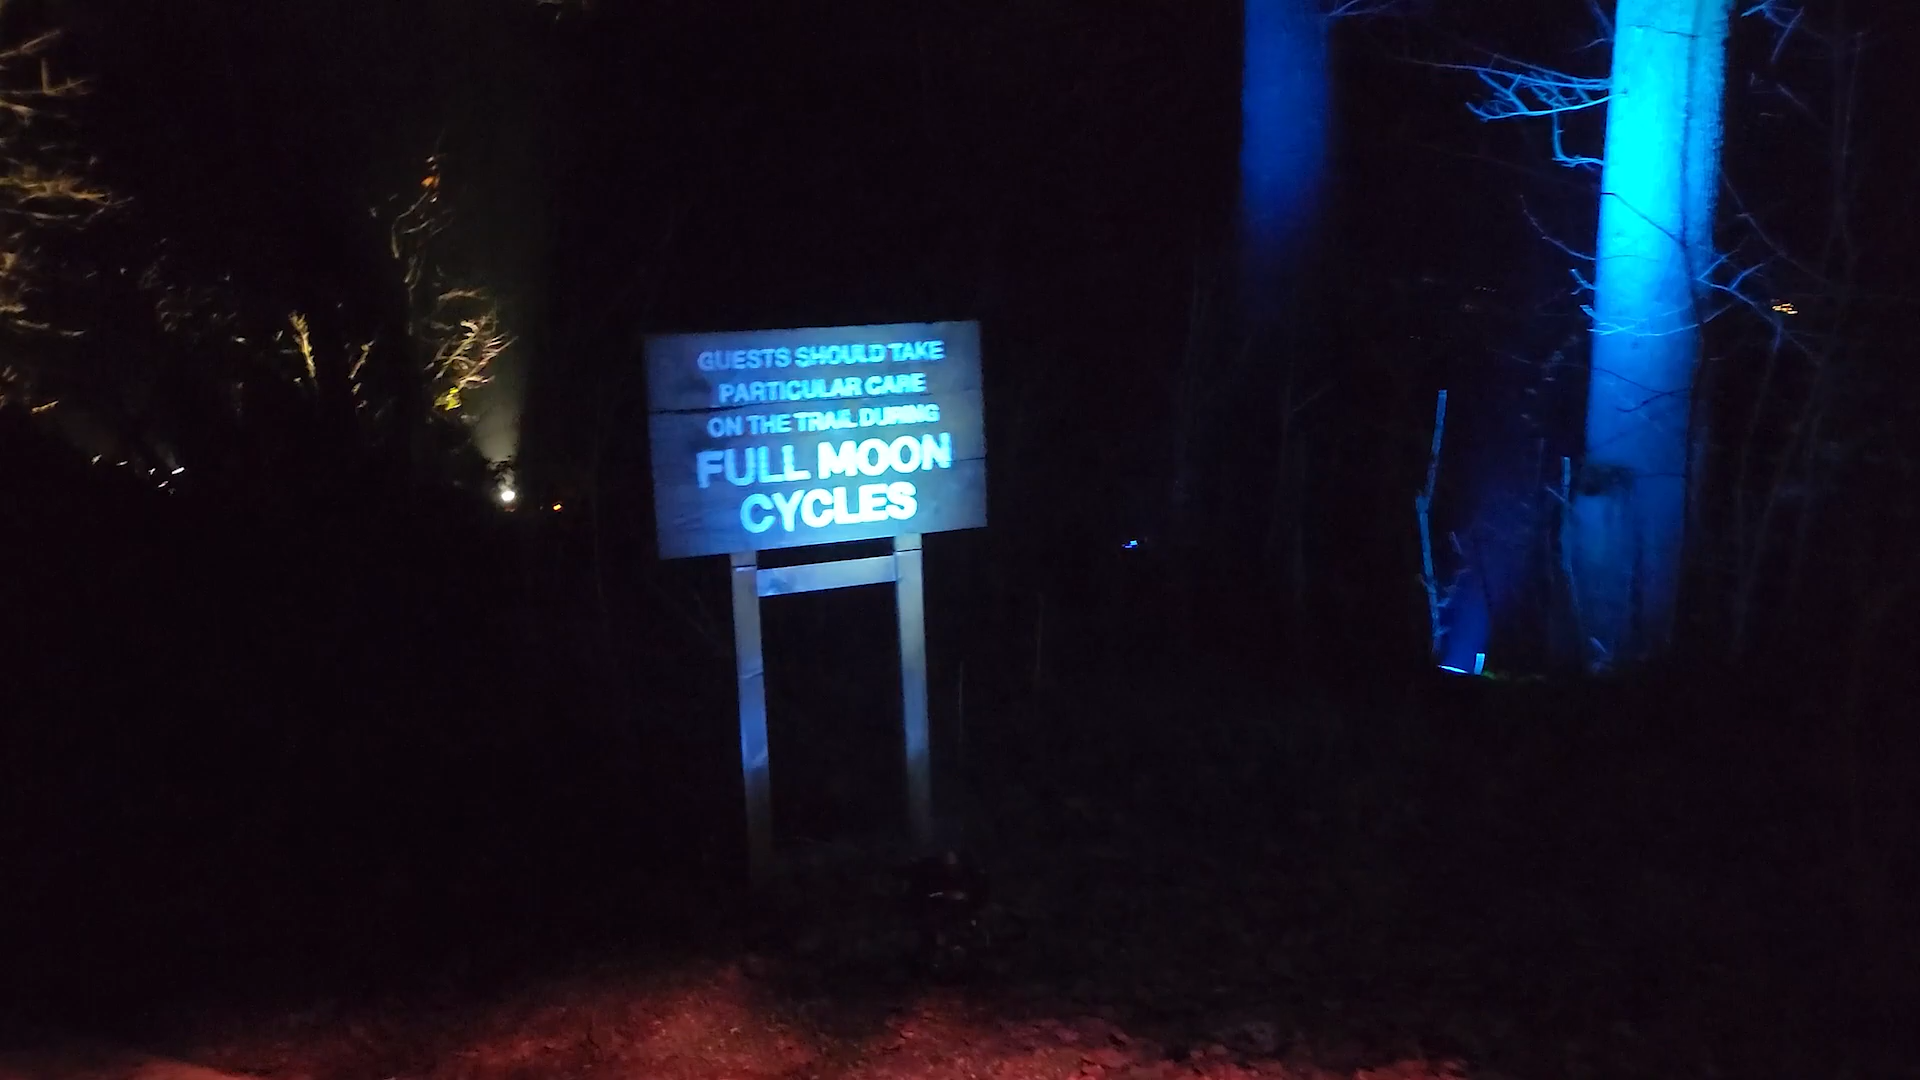 GUESTS SHOULD TAKE
PARTICULAR CARE
ON THE TRAIL DURING
FULL MOON
CYCLES